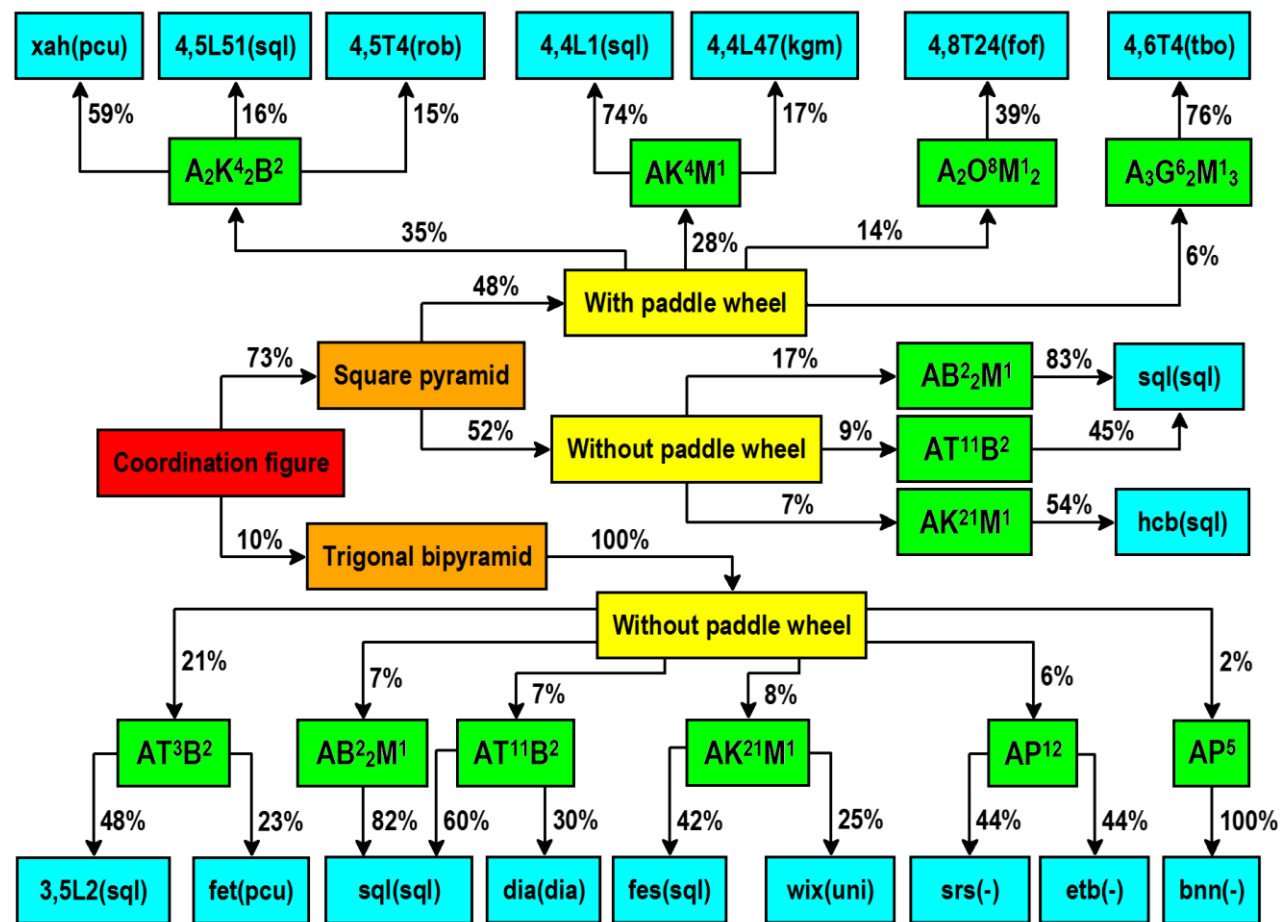 xah(pcu) 4,5L51(sql) 4,5T4(rob) 4,4L1(sql) 4,4L47(kgm) 4,8T24(fof) 4,6T4(tbo)
59% 16% 15% 74% 17% 39% 76%
A₂K⁴₂B² AK⁴M¹ A₂O⁸M¹₂ A₃G⁶₂M¹₃
35% 28% 14% 6%
48% With paddle wheel
73% Square pyramid 17% AB²₂M¹ 83% sql(sql)
52% Without paddle wheel 9% AT¹¹B² 45%
Coordination figure
7% AK²¹M¹ 54% hcb(sql)
10% Trigonal bipyramid 100%
Without paddle wheel
21% 7% 7% 8% 6% 2%
AT³B² AB²₂M¹ AT¹¹B² AK²¹M¹ AP¹² AP⁵
48% 23% 82% 60% 30% 42% 25% 44% 44% 100%
3,5L2(sql) fet(pcu) sql(sql) dia(dia) fes(sql) wix(uni) srs(-) etb(-) bnn(-)